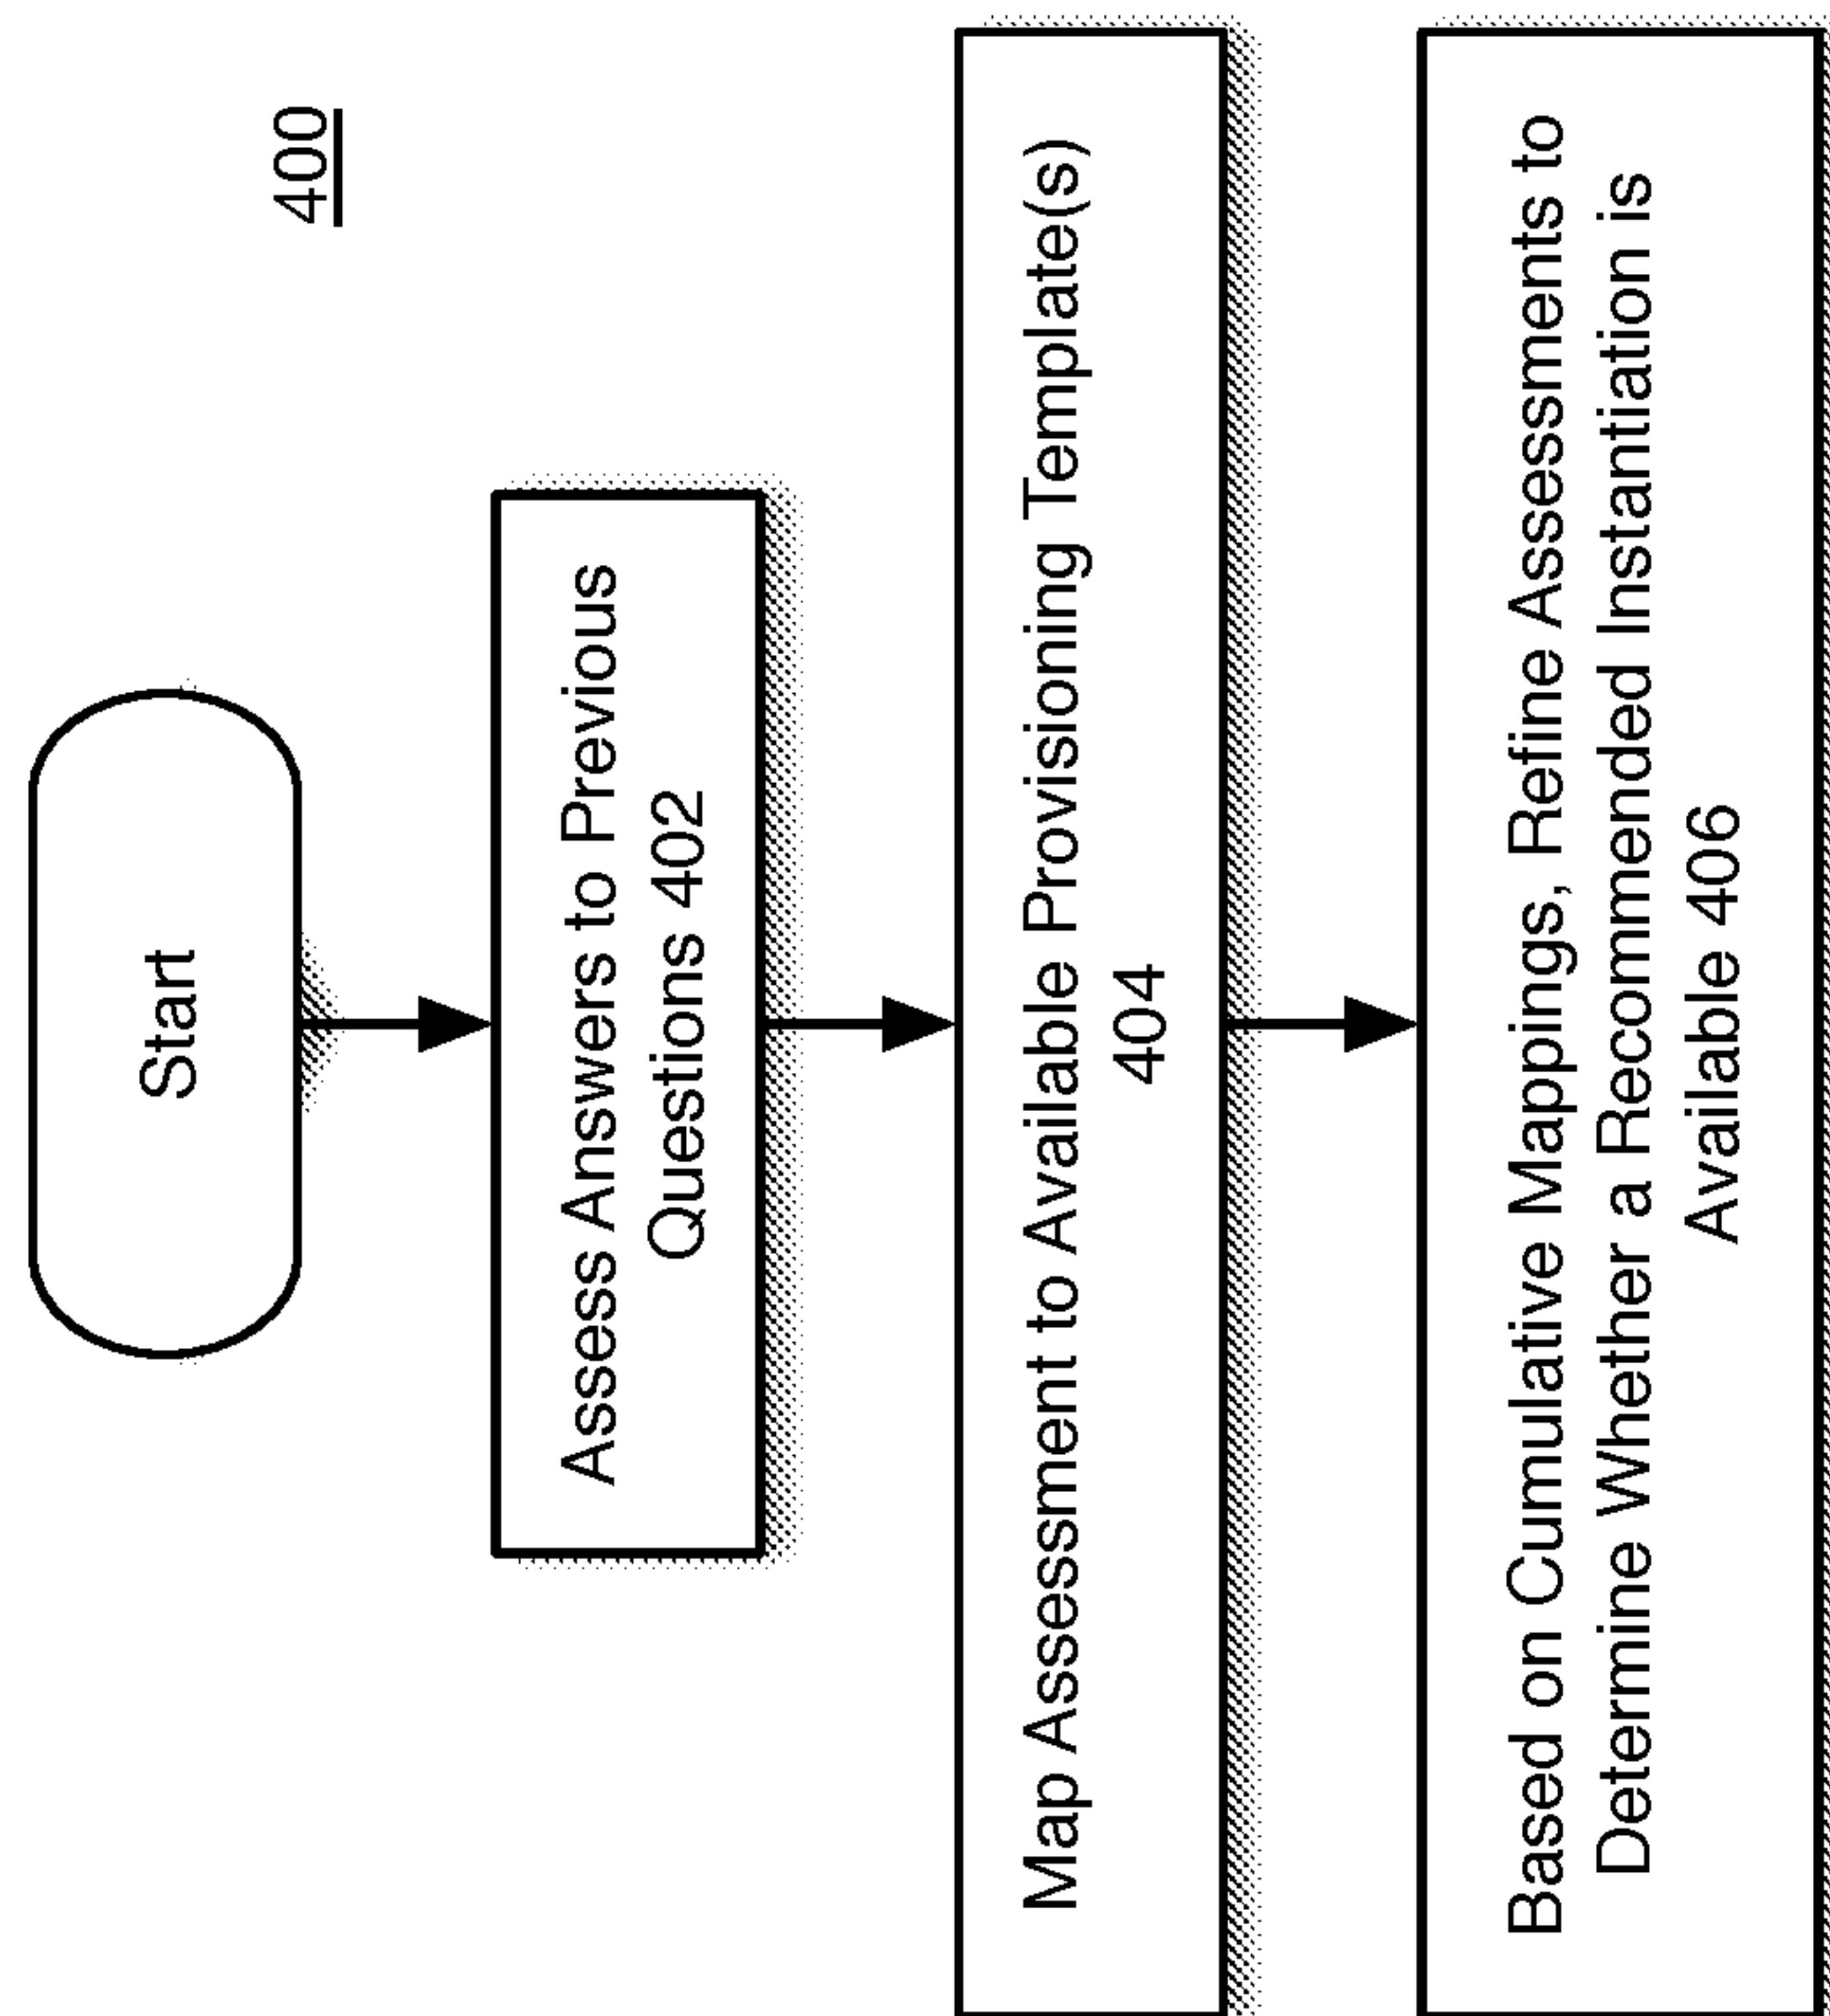 400
Start
Assess Answers to Previous
Questions 402
Map Assessment to Available Provisioning Template(s)
404
Based on Cumulative Mappings, Refine Assessments to
Determine Whether a Recommended Instantiation is
Available 406